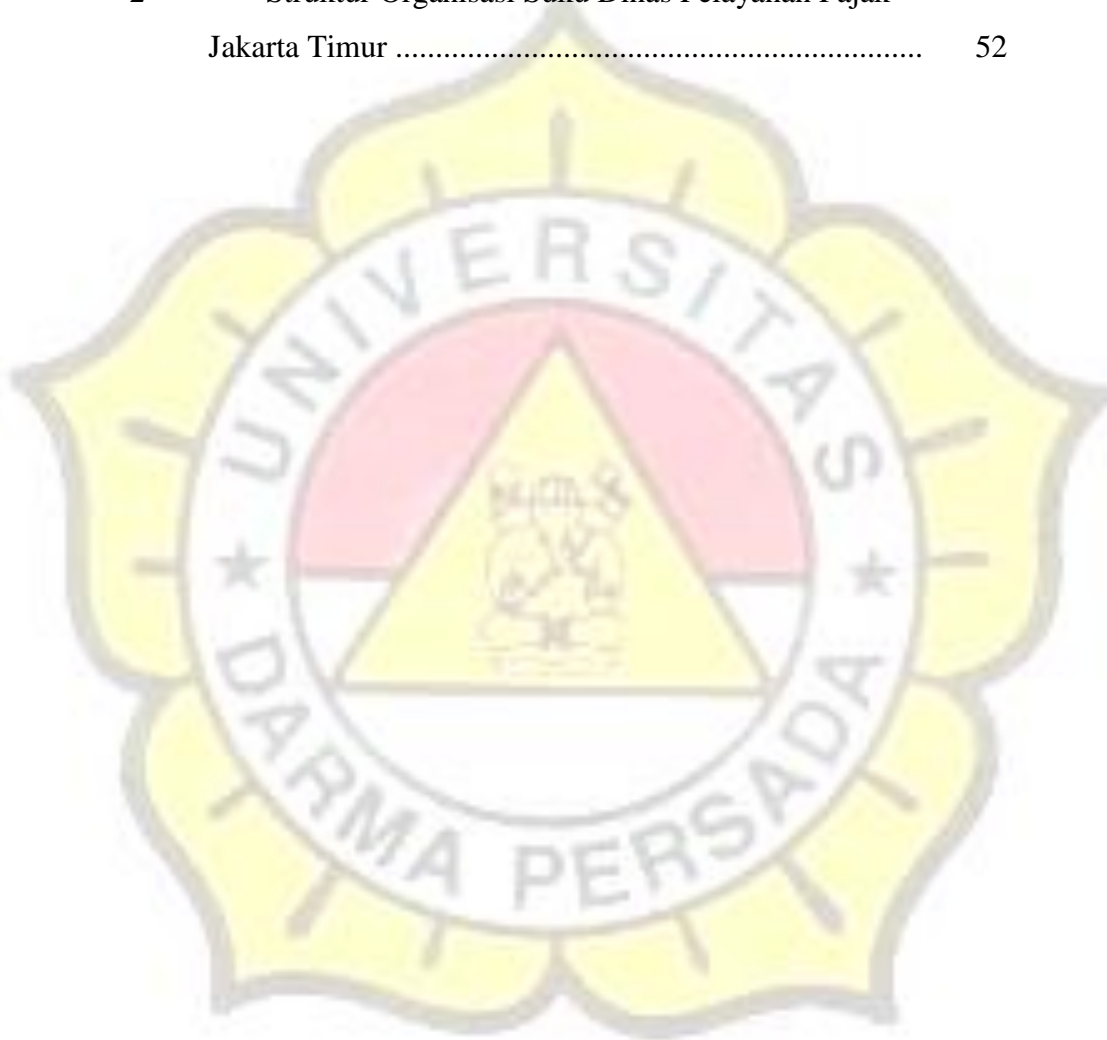 2 Struktur Organisasi Suku Dinas Pelayanan Pajak
Jakarta Timur ............................................................ 52
UNIVERSITAS
★ DARMA PERSADA ★